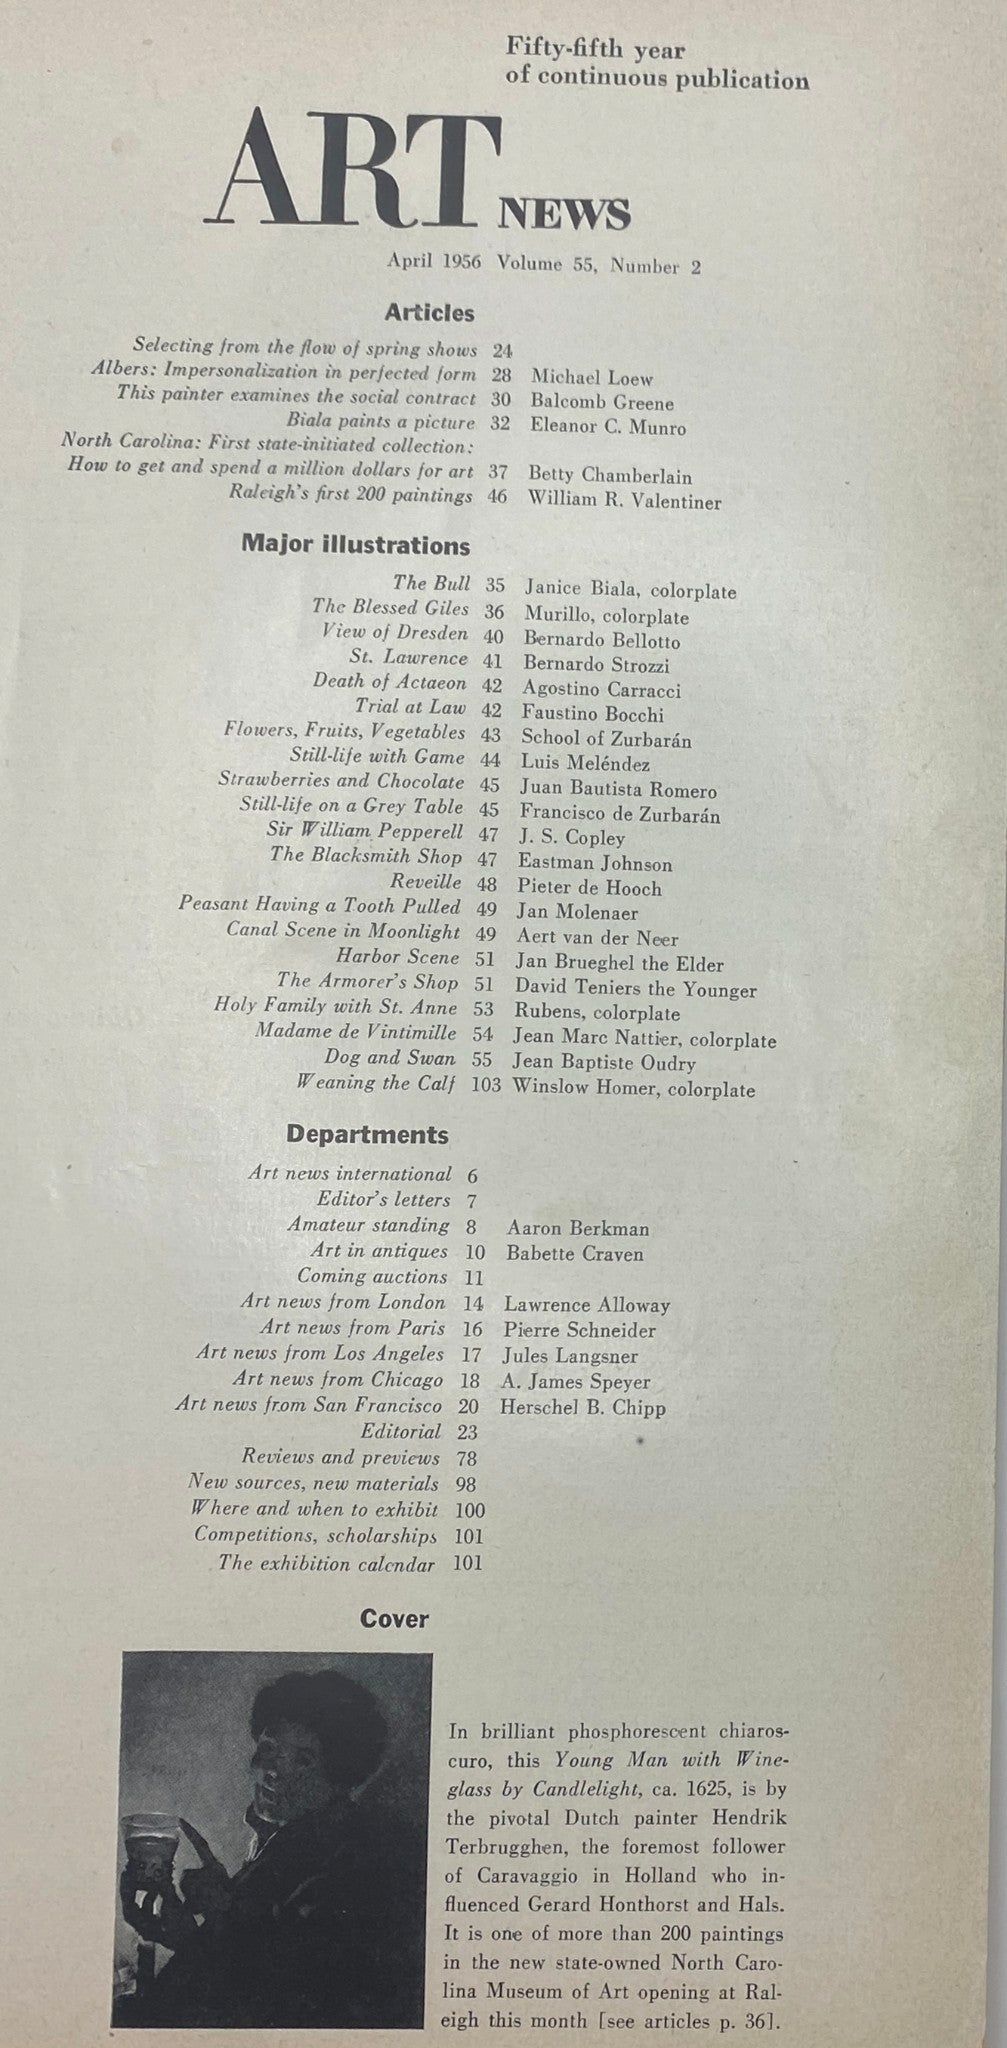 Fifty-fifth year
of continuous publication
ART NEWS
April 1956 Volume 55, Number 2
Articles
Selecting from the flow of spring shows 24
Albers: Impersonalization in perfected form 28 Michael Loew
This painter examines the social contract 30 Balcomb Greene
Biala paints a picture 32 Eleanor C. Munro
North Carolina: First state-initiated collection:
How to get and spend a million dollars for art 37 Betty Chamberlain
Raleigh's first 200 paintings 46 William R. Valentiner
Major illustrations
The Bull 35 Janice Biala, colorplate
The Blessed Giles 36 Murillo, colorplate
View of Dresden 40 Bernardo Bellotto
St. Lawrence 41 Bernardo Strozzi
Death of Actaeon 42 Agostino Carracci
Trial at Law 42 Faustino Bocchi
Flowers, Fruits, Vegetables 43 School of Zurbarán
Still-life with Game 44 Luis Meléndez
Strawberries and Chocolate 45 Juan Bautista Romero
Still-life on a Grey Table 45 Francisco de Zurbarán
Sir William Pepperell 47 J. S. Copley
The Blacksmith Shop 47 Eastman Johnson
Reveille 48 Pieter de Hooch
Peasant Having a Tooth Pulled 49 Jan Molenaer
Canal Scene in Moonlight 49 Aert van der Neer
Harbor Scene 51 Jan Brueghel the Elder
The Armorer's Shop 51 David Teniers the Younger
Holy Family with St. Anne 53 Rubens, colorplate
Madame de Vintimille 54 Jean Marc Nattier, colorplate
Dog and Swan 55 Jean Baptiste Oudry
Weaning the Calf 103 Winslow Homer, colorplate
Departments
Art news international 6
Editor's letters 7
Amateur standing 8 Aaron Berkman
Art in antiques 10 Babette Craven
Coming auctions 11
Art news from London 14 Lawrence Alloway
Art news from Paris 16 Pierre Schneider
Art news from Los Angeles 17 Jules Langsner
Art news from Chicago 18 A. James Speyer
Art news from San Francisco 20 Herschel B. Chipp
Editorial 23
Reviews and previews 78
New sources, new materials 98
Where and when to exhibit 100
Competitions, scholarships 101
The exhibition calendar 101
Cover
In brilliant phosphorescent chiaros-
curo, this Young Man with Wine-
glass by Candlelight, ca. 1625, is by
the pivotal Dutch painter Hendrik
Terbrugghen, the foremost follower
of Caravaggio in Holland who in-
fluenced Gerard Honthorst and Hals.
It is one of more than 200 paintings
in the new state-owned North Caro-
lina Museum of Art opening at Ral-
eigh this month [see articles p. 36].